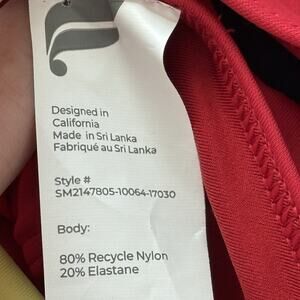 Designed in
California
Made in Sri Lanka
Fabriqué au Sri Lanka
Style #
SM2147805-10064-17030
Body:
80% Recycle Nylon
20% Elastane